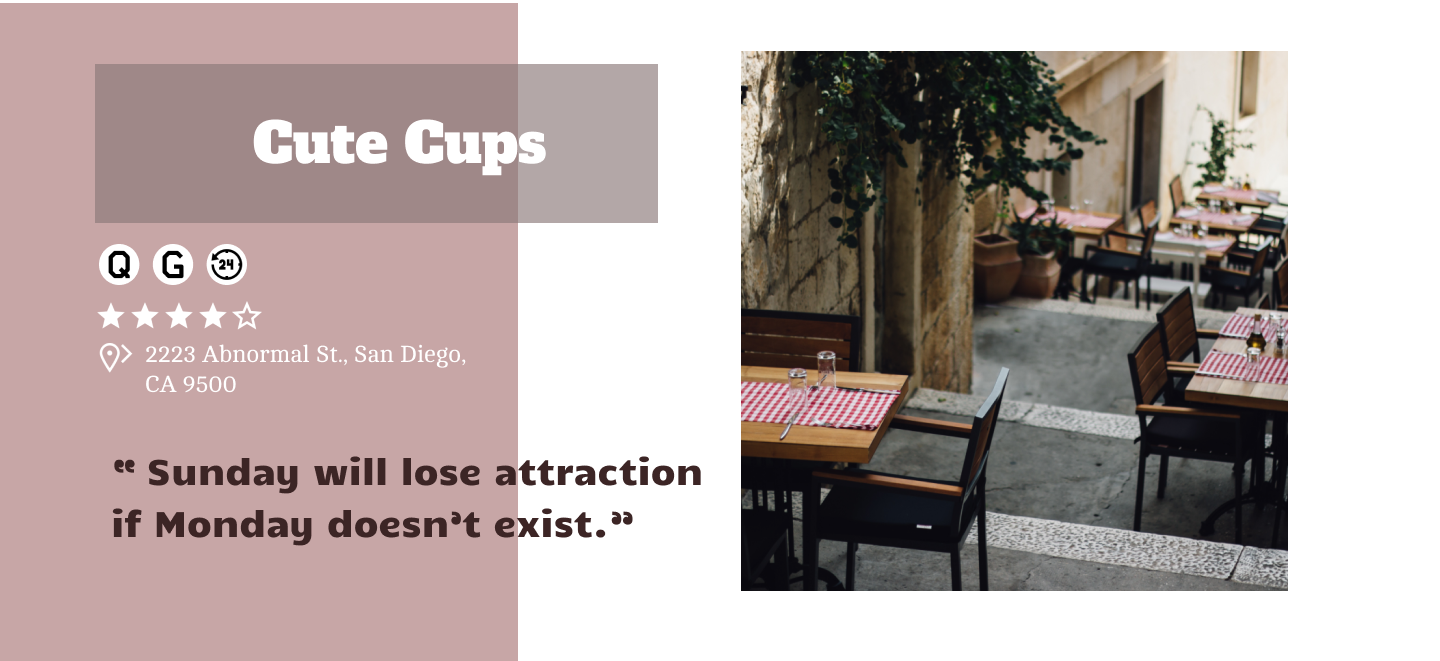 Cute Cups
Q G 24
2223 Abnormal St., San Diego,
CA 9500
“ Sunday will lose attraction
if Monday doesn’t exist.”